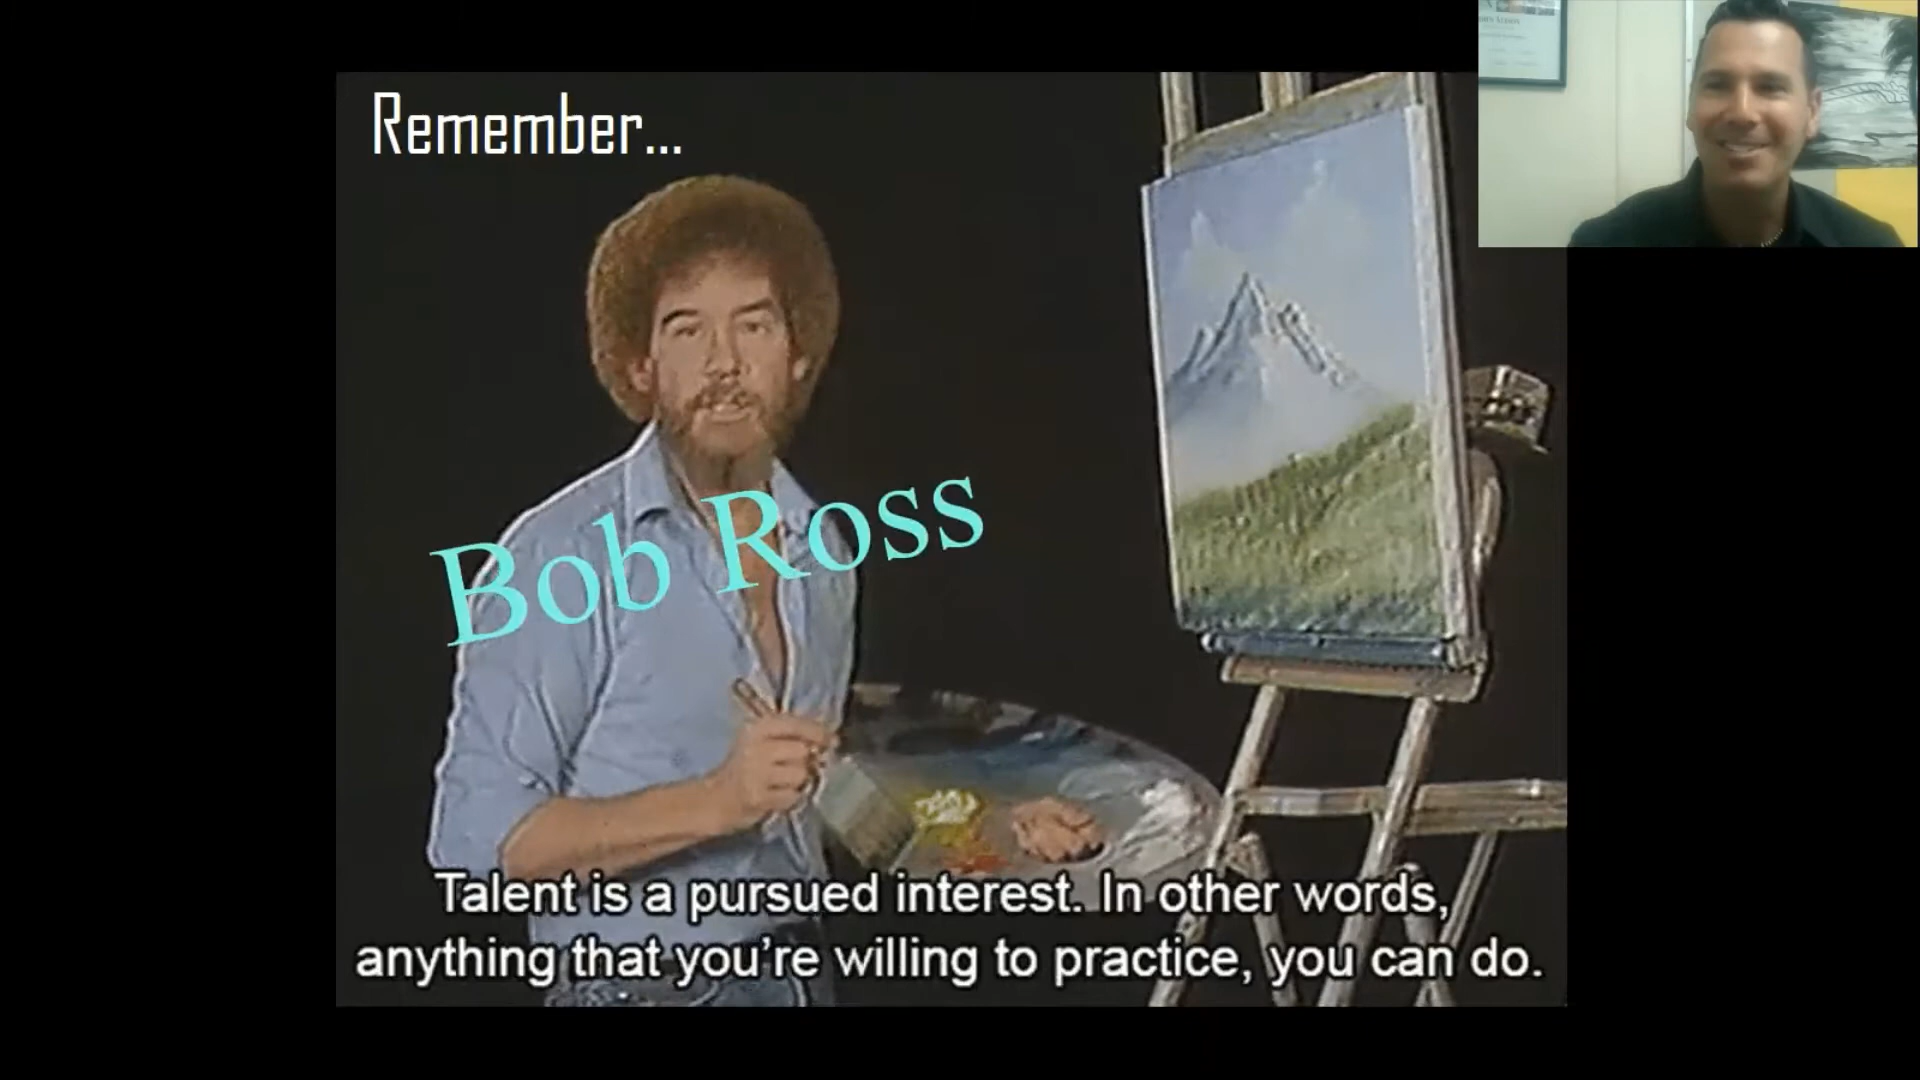 Remember...
Bob Ross
Talent is a pursued interest. In other words,
anything that you're willing to practice, you can do.